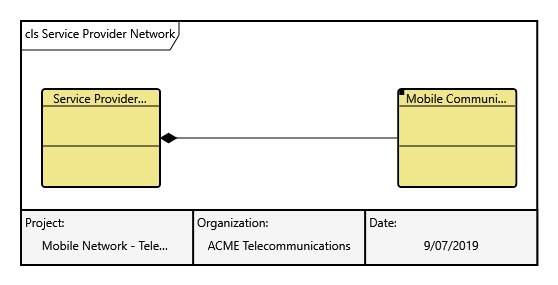 cls Service Provider Network
Service Provider...
Mobile Communi...
Project:
Organization:
Date:
Mobile Network - Tele...
ACME Telecommunications
9/07/2019